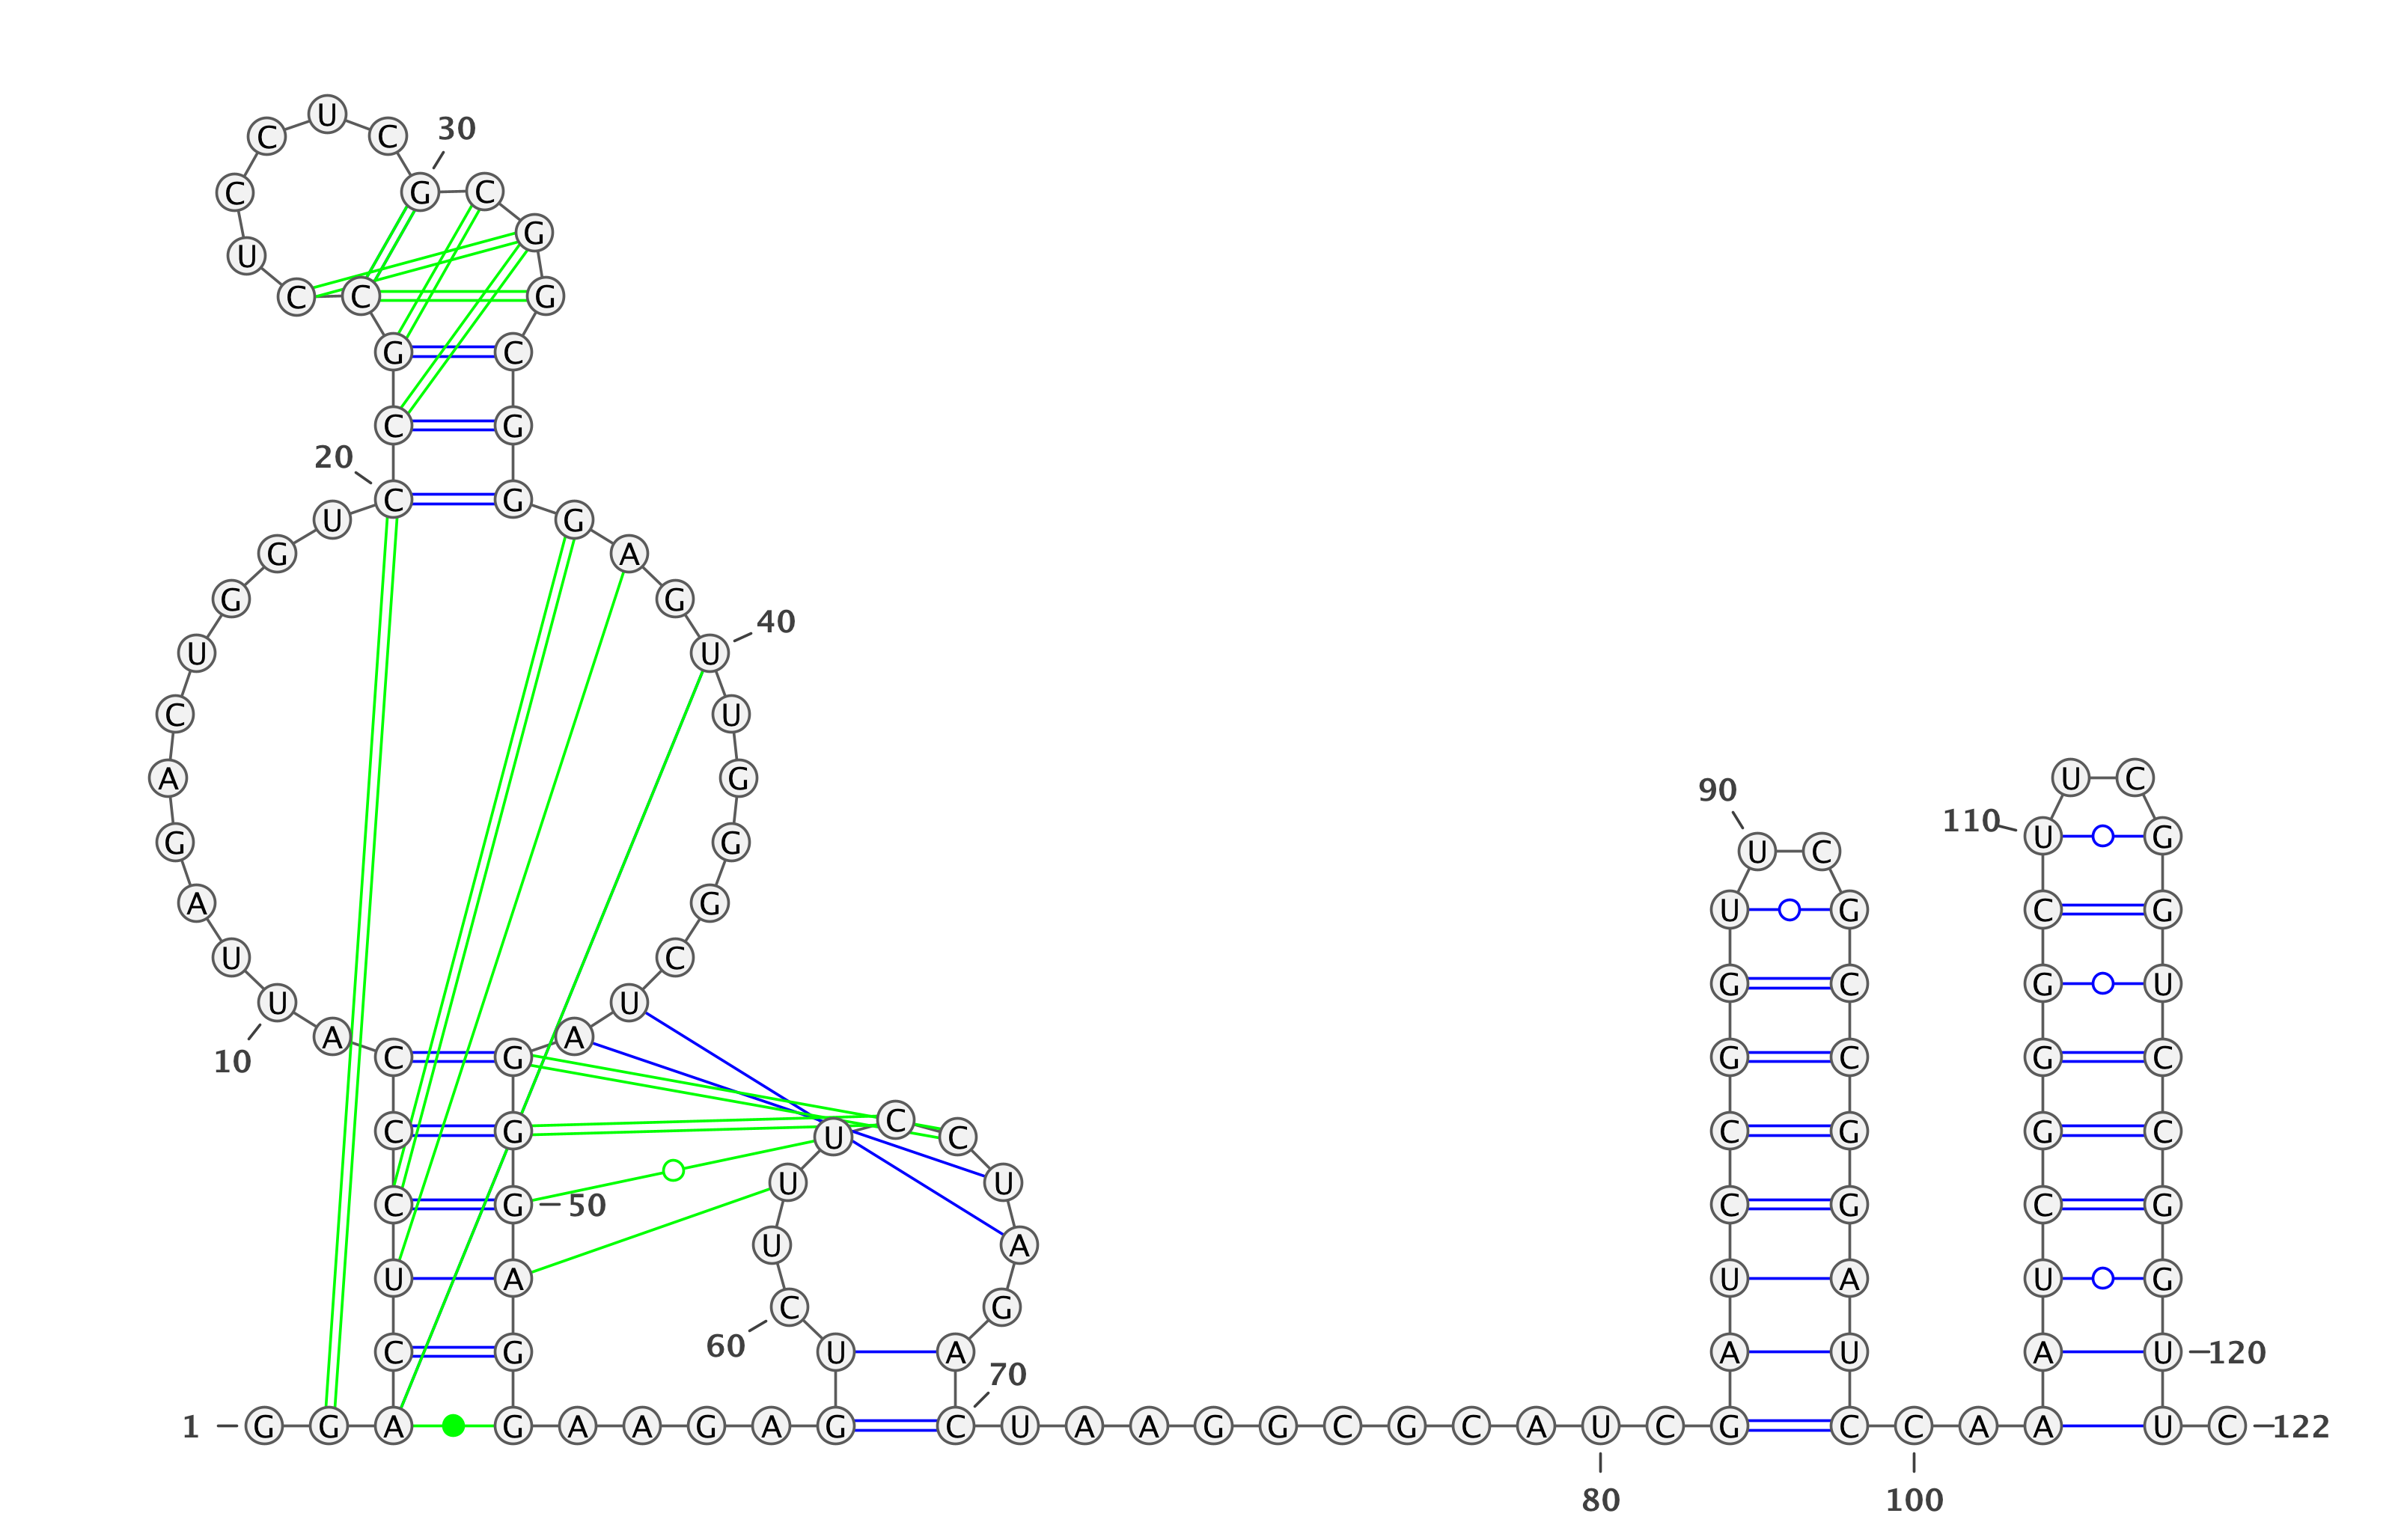 U
C C 30
C G C
G
U
C C G
G C
C G
20
C G
U G
G A
G G
40
U U
C U
A G U C
90
110 U G
G G U C
A G U G C G
U C
G C G U
U U
A A
C G G C G C
10
C
C G U C C G G C
U U
C G 50 C G C G
U A
U A U A U G
C G
60
C G U A A U A U 120
70
1 G G A G A A G A G C U A A G G C G C A U C G C C A A A U C 122
80 100